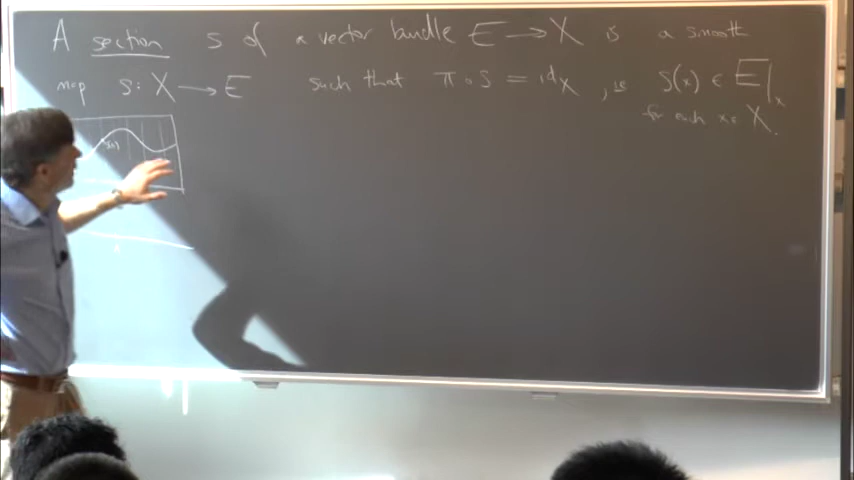 A section s of a vector bundle E → X is a smooth
map s: X → E such that π ∘ s = id_X, ie s(x) ∈ E|_x
for each x ∈ X.
s(x)